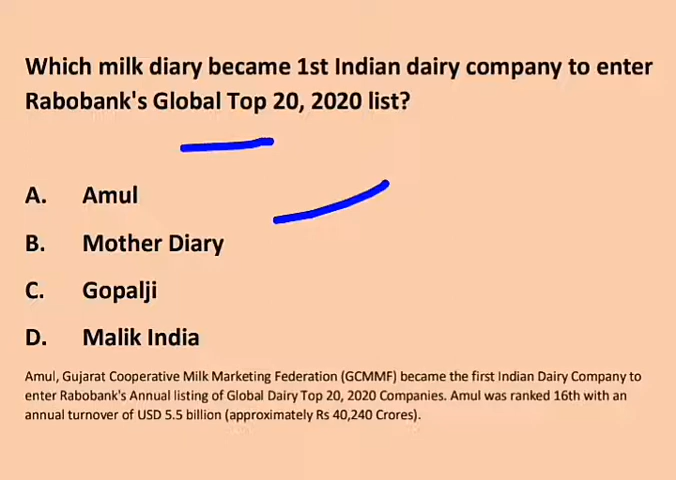 Which milk diary became 1st Indian dairy company to enter
Rabobank's Global Top 20, 2020 list?
A. Amul
B. Mother Diary
C. Gopalji
D. Malik India
Amul, Gujarat Cooperative Milk Marketing Federation (GCMMF) became the first Indian Dairy Company to
enter Rabobank's Annual listing of Global Dairy Top 20, 2020 Companies. Amul was ranked 16th with an
annual turnover of USD 5.5 billion (approximately Rs 40,240 Crores).